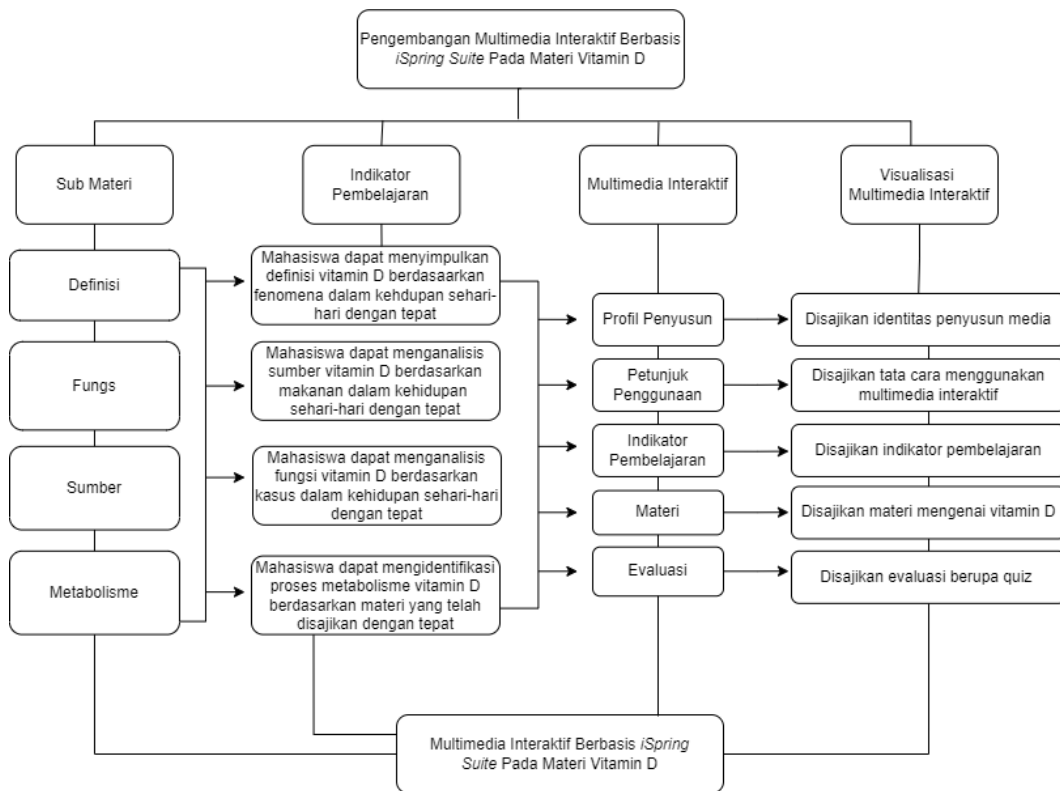 Pengembangan Multimedia Interaktif Berbasis
iSpring Suite Pada Materi Vitamin D
Sub Materi
Indikator
Pembelajaran
Multimedia Interaktif
Visualisasi
Multimedia Interaktif
Definisi
Fungs
Sumber
Metabolisme
Mahasiswa dapat menyimpulkan
definisi vitamin D berdasaarkan
fenomena dalam kehdupan sehari-
hari dengan tepat
Mahasiswa dapat menganalisis
sumber vitamin D berdasarkan
makanan dalam kehidupan
sehari-hari dengan tepat
Mahasiswa dapat menganalisis
fungsi vitamin D berdasarkan
kasus dalam kehidupan sehari-hari
dengan tepat
Mahasiswa dapat mengidentifikasi
proses metabolisme vitamin D
berdasarkan materi yang telah
disajikan dengan tepat
Profil Penyusun
Petunjuk
Penggunaan
Indikator
Pembelajaran
Materi
Evaluasi
Disajikan identitas penyusun media
Disajikan tata cara menggunakan
multimedia interaktif
Disajikan indikator pembelajaran
Disajikan materi mengenai vitamin D
Disajikan evaluasi berupa quiz
Multimedia Interaktif Berbasis iSpring
Suite Pada Materi Vitamin D